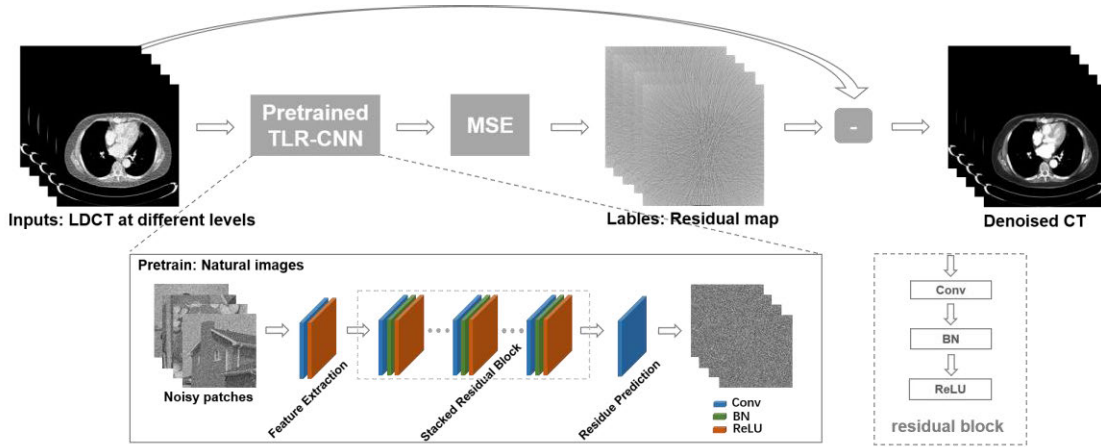 Pretrained
TLR-CNN
MSE
-
Inputs: LDCT at different levels
Lables: Residual map
Denoised CT
Pretrain: Natural images
Noisy patches
Feature Extraction
Stacked Residual Block
Residue Prediction
Conv
BN
ReLU
Conv
BN
ReLU
residual block